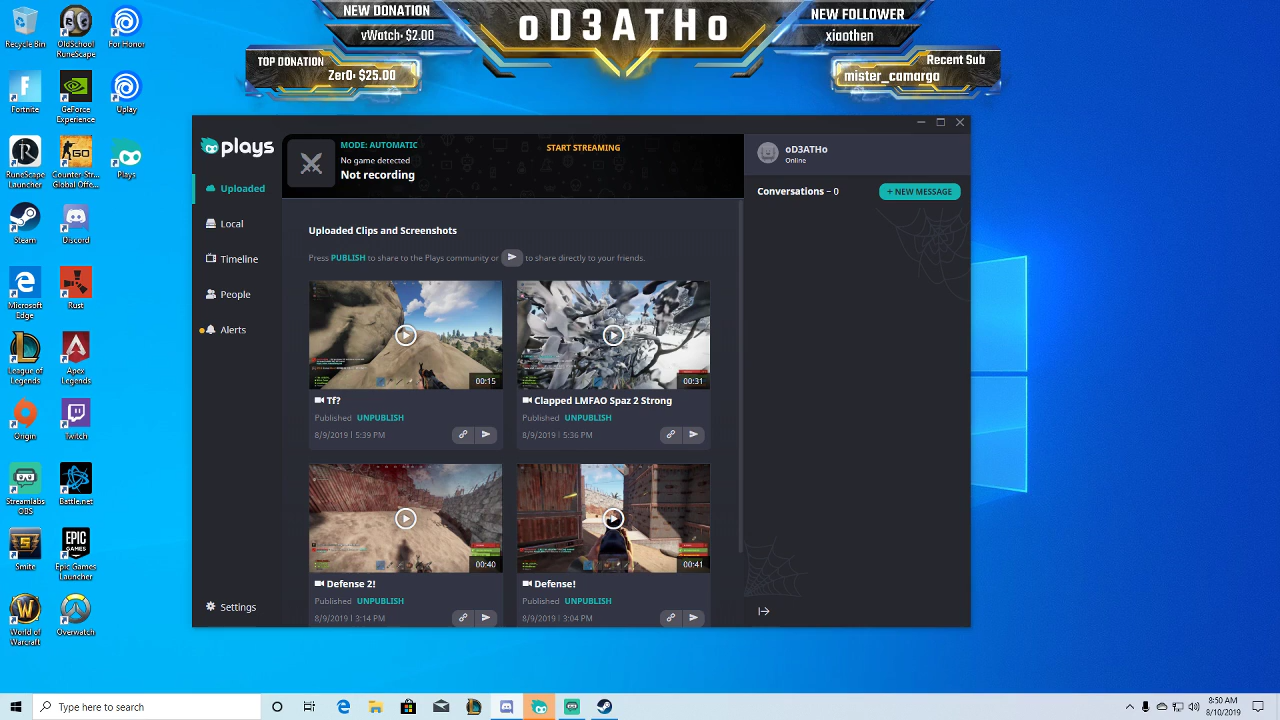 NEW DONATION
vWatch• $2.00
TOP DONATION
Zer0• $25.00
oD3ATHo
NEW FOLLOWER
xiaothen
Recent Sub
mister_camargo
Recycle Bin
OldSchool RuneScape
For Honor
Fortnite
GeForce Experience
Uplay
RuneScape Launcher
Counter-Str... Global Offe...
Plays
Steam
Discord
Microsoft Edge
Rust
League of Legends
Apex Legends
Origin
Twitch
Streamlabs OBS
Battle.net
Smite
Epic Games Launcher
World of Warcraft
Overwatch
plays
Uploaded
Local
Timeline
People
Alerts
Settings
MODE: AUTOMATIC
No game detected
Not recording
START STREAMING
Uploaded Clips and Screenshots
Press PUBLISH to share to the Plays community or to share directly to your friends.
00:15
Tf?
Published UNPUBLISH
8/9/2019 | 5:39 PM
00:31
Clapped LMFAO Spaz 2 Strong
Published UNPUBLISH
8/9/2019 | 5:36 PM
00:40
Defense 2!
Published UNPUBLISH
8/9/2019 | 3:14 PM
00:41
Defense!
Published UNPUBLISH
8/9/2019 | 3:04 PM
oD3ATHo
Online
Conversations – 0
+ NEW MESSAGE
Type here to search
8:50 AM
8/10/2019